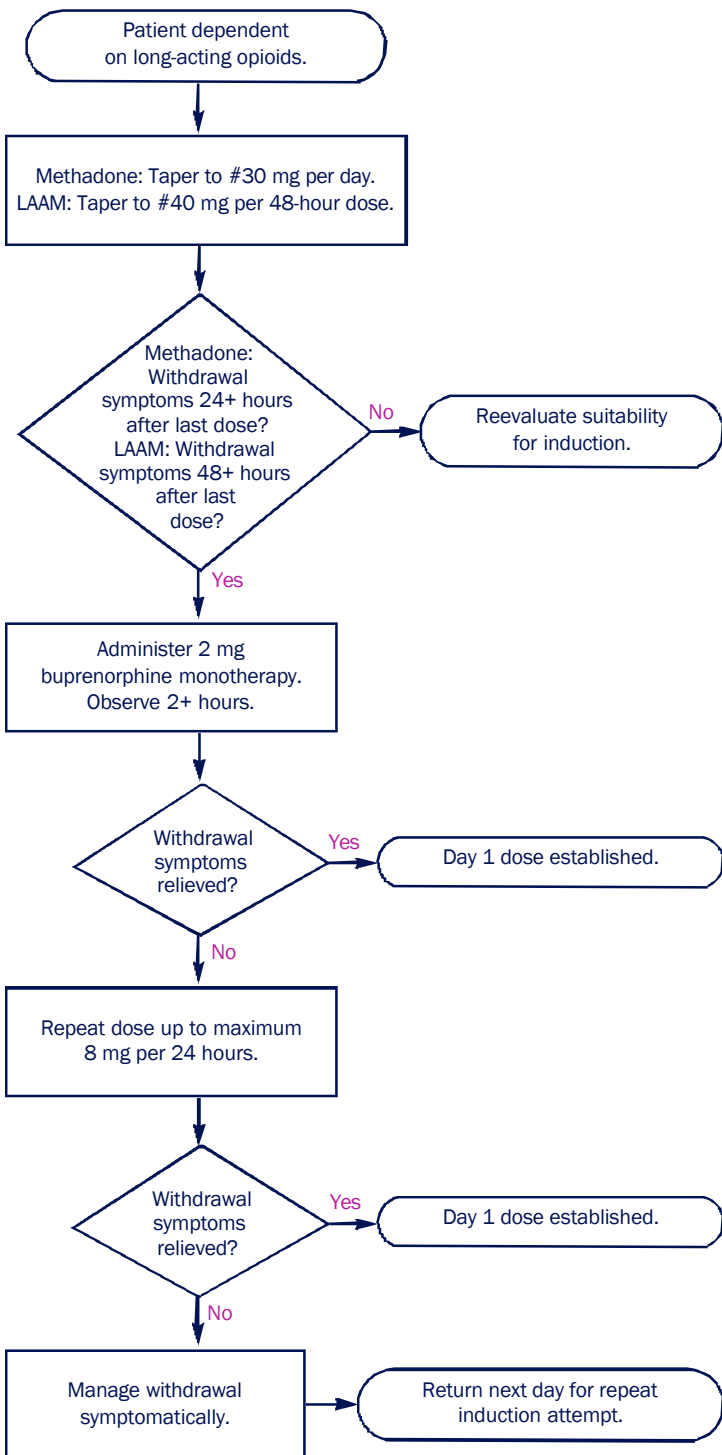 Patient dependent
on long-acting opioids.
Methadone: Taper to #30 mg per day.
LAAM: Taper to #40 mg per 48-hour dose.
Methadone:
Withdrawal
symptoms 24+ hours
after last dose?
LAAM: Withdrawal
symptoms 48+ hours
after last
dose?
No
Reevaluate suitability
for induction.
Yes
Administer 2 mg
buprenorphine monotherapy.
Observe 2+ hours.
Withdrawal
symptoms
relieved?
Yes
Day 1 dose established.
No
Repeat dose up to maximum
8 mg per 24 hours.
Withdrawal
symptoms
relieved?
Yes
Day 1 dose established.
No
Manage withdrawal
symptomatically.
Return next day for repeat
induction attempt.